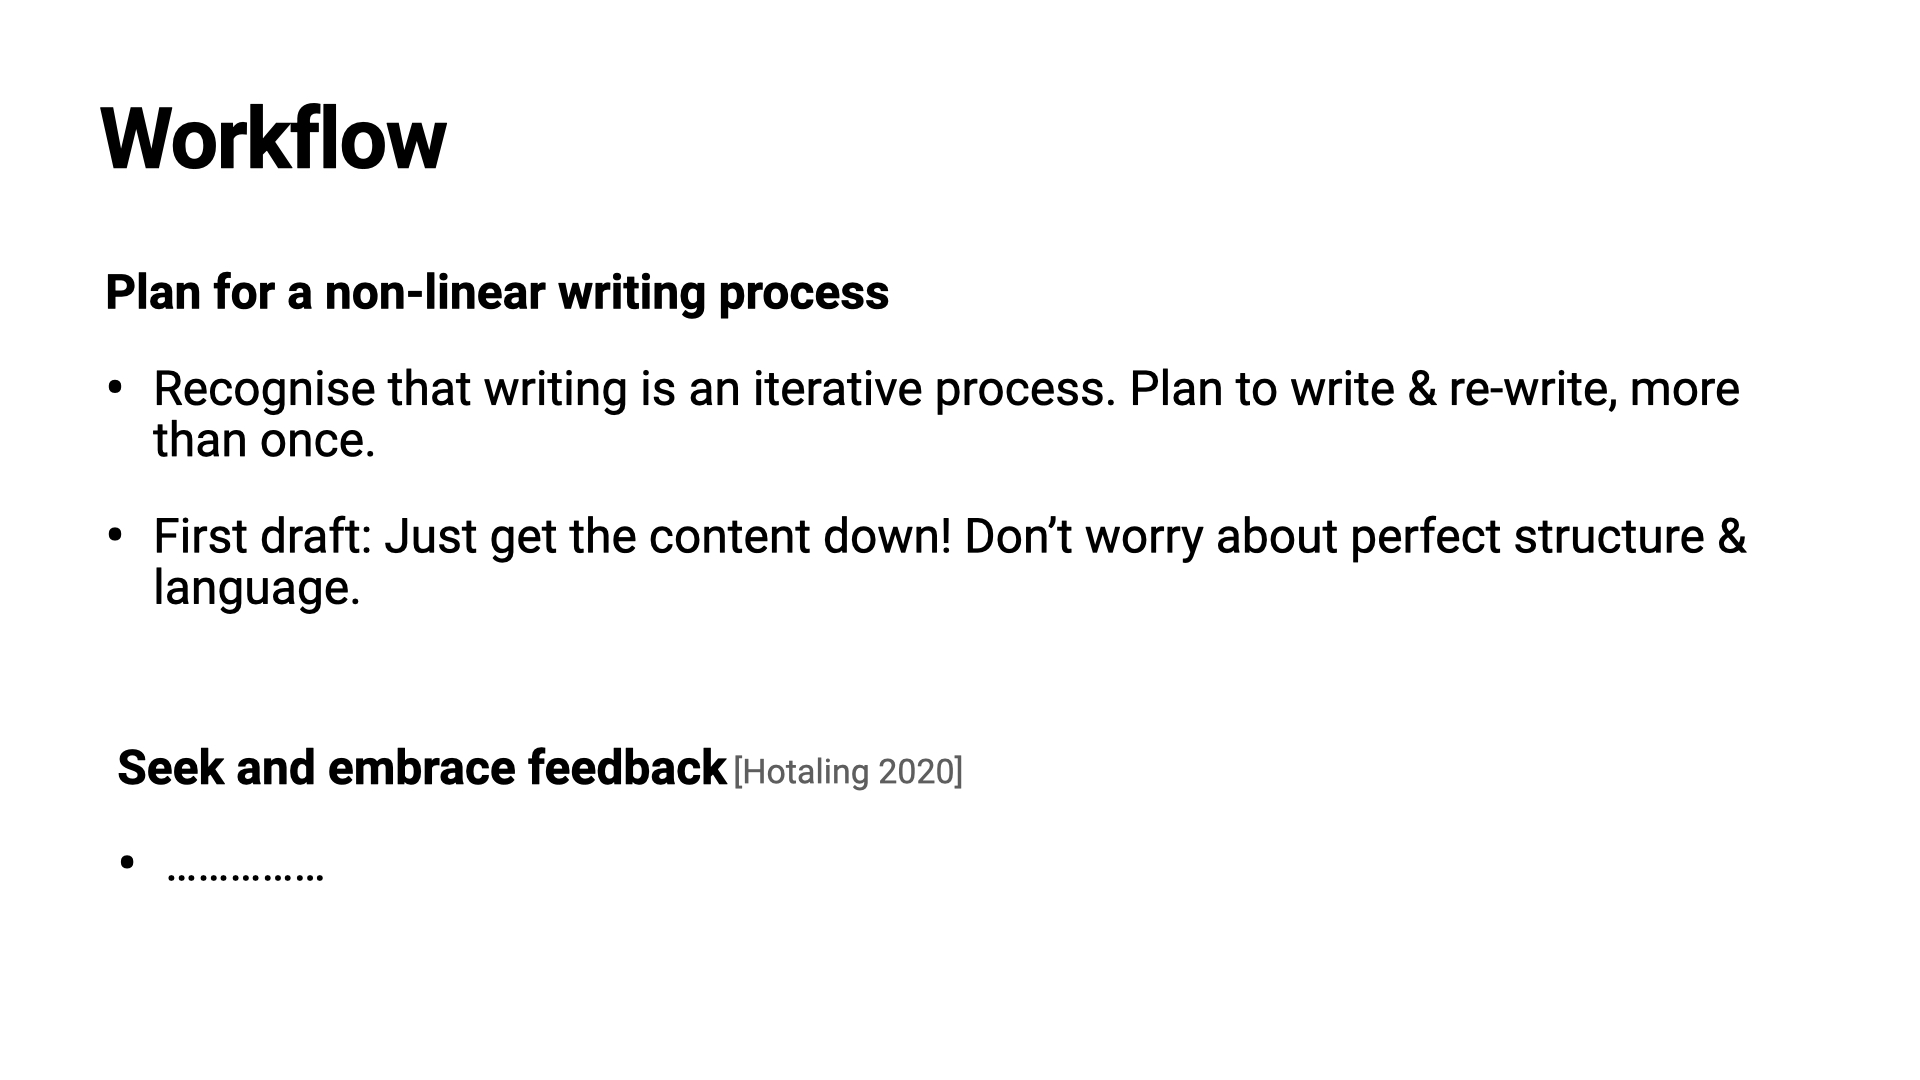 Workflow
Plan for a non-linear writing process
• Recognise that writing is an iterative process. Plan to write & re-write, more
than once.
• First draft: Just get the content down! Don’t worry about perfect structure &
language.
Seek and embrace feedback [Hotaling 2020]
• ……………